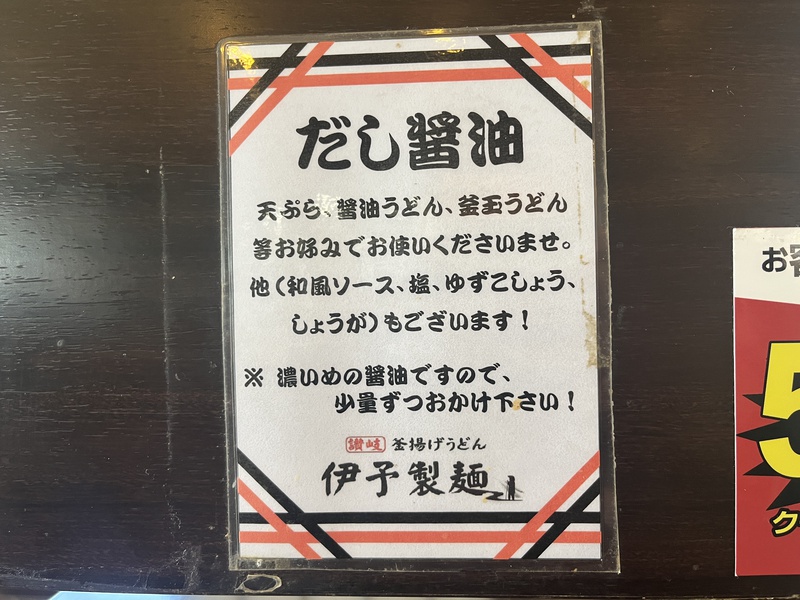 だし醤油
天ぷら、醤油うどん、釜玉うどん
等お好みでお使いくださいませ。
他(和風ソース、塩、ゆずこしょう、
しょうが)もございます！
※ 濃いめの醤油ですので、
少量ずつおかけ下さい！
讃岐 釜揚げうどん
伊予製麺
お客
5
ク